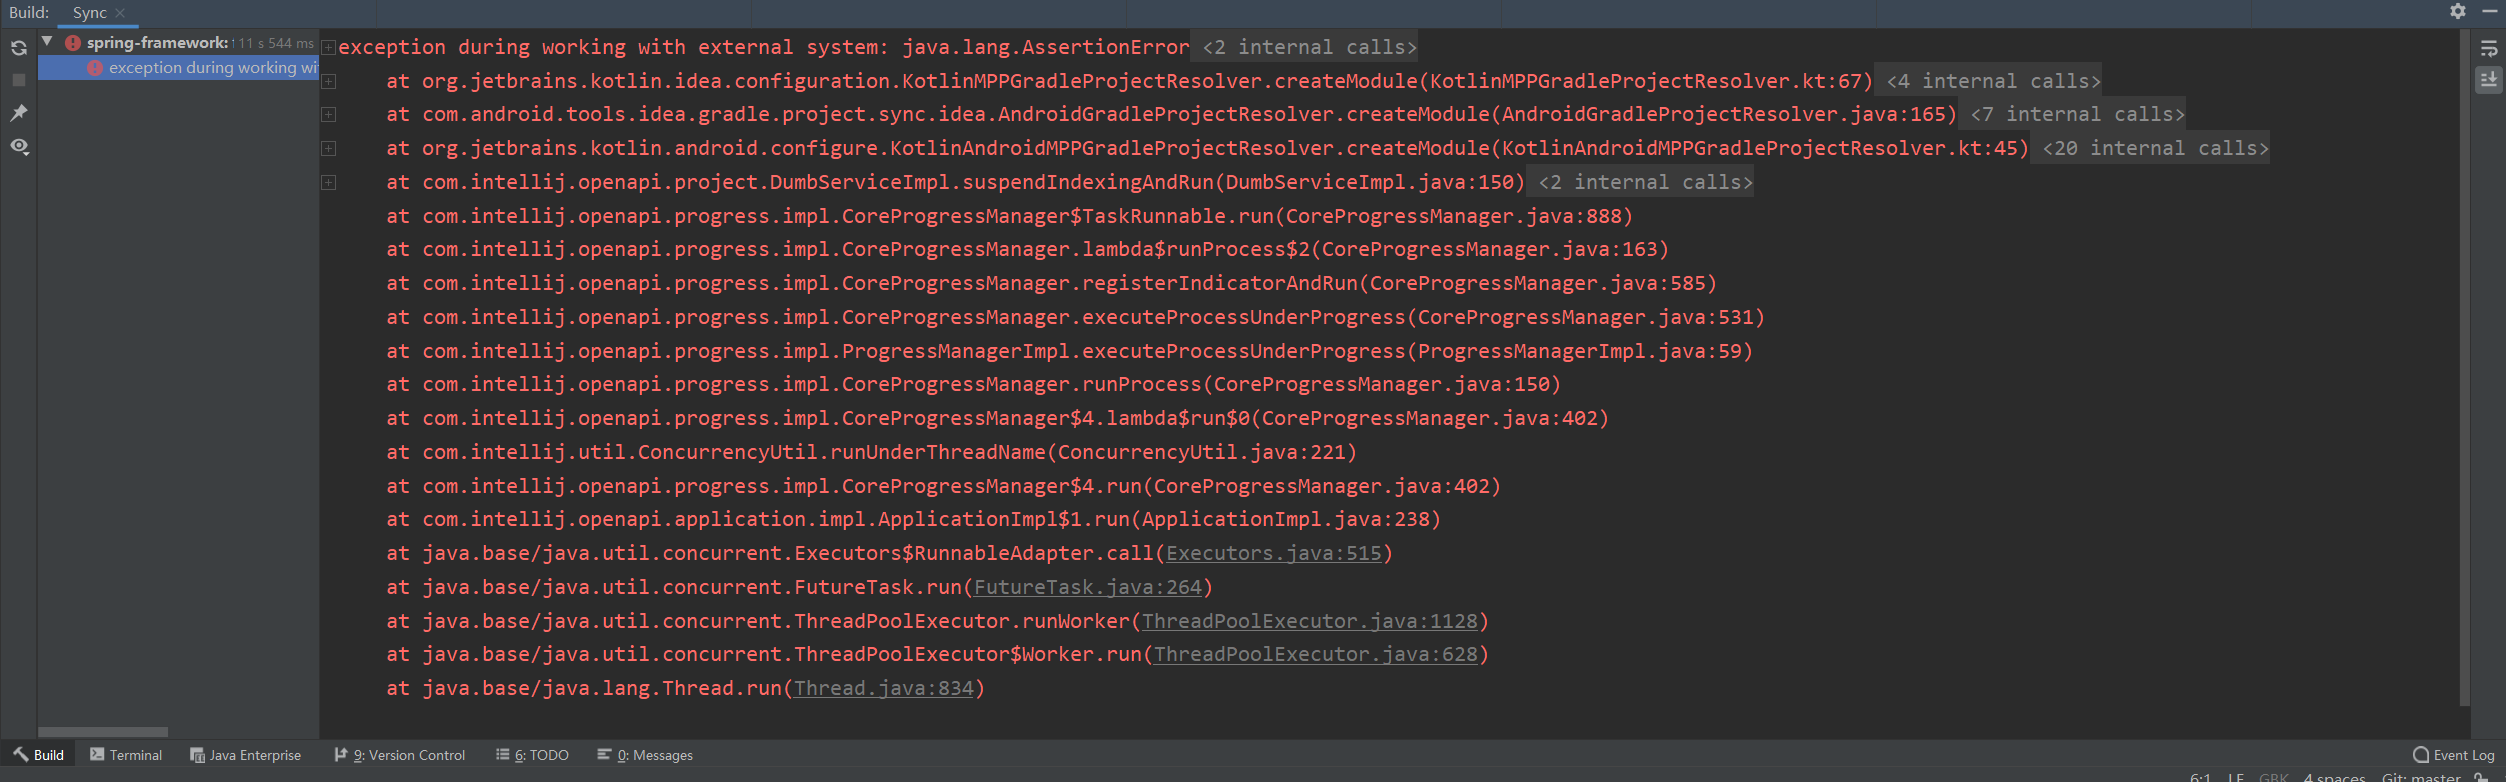 Build: Sync
spring-framework: 11 s 544 ms
exception during working wi
exception during working with external system: java.lang.AssertionError <2 internal calls>
at org.jetbrains.kotlin.idea.configuration.KotlinMPPGradleProjectResolver.createModule(KotlinMPPGradleProjectResolver.kt:67) <4 internal calls>
at com.android.tools.idea.gradle.project.sync.idea.AndroidGradleProjectResolver.createModule(AndroidGradleProjectResolver.java:165) <7 internal calls>
at org.jetbrains.kotlin.android.configure.KotlinAndroidMPPGradleProjectResolver.createModule(KotlinAndroidMPPGradleProjectResolver.kt:45) <20 internal calls>
at com.intellij.openapi.project.DumbServiceImpl.suspendIndexingAndRun(DumbServiceImpl.java:150) <2 internal calls>
at com.intellij.openapi.progress.impl.CoreProgressManager$TaskRunnable.run(CoreProgressManager.java:888)
at com.intellij.openapi.progress.impl.CoreProgressManager.lambda$runProcess$2(CoreProgressManager.java:163)
at com.intellij.openapi.progress.impl.CoreProgressManager.registerIndicatorAndRun(CoreProgressManager.java:585)
at com.intellij.openapi.progress.impl.CoreProgressManager.executeProcessUnderProgress(CoreProgressManager.java:531)
at com.intellij.openapi.progress.impl.ProgressManagerImpl.executeProcessUnderProgress(ProgressManagerImpl.java:59)
at com.intellij.openapi.progress.impl.CoreProgressManager.runProcess(CoreProgressManager.java:150)
at com.intellij.openapi.progress.impl.CoreProgressManager$4.lambda$run$0(CoreProgressManager.java:402)
at com.intellij.util.ConcurrencyUtil.runUnderThreadName(ConcurrencyUtil.java:221)
at com.intellij.openapi.progress.impl.CoreProgressManager$4.run(CoreProgressManager.java:402)
at com.intellij.openapi.application.impl.ApplicationImpl$1.run(ApplicationImpl.java:238)
at java.base/java.util.concurrent.Executors$RunnableAdapter.call(Executors.java:515)
at java.base/java.util.concurrent.FutureTask.run(FutureTask.java:264)
at java.base/java.util.concurrent.ThreadPoolExecutor.runWorker(ThreadPoolExecutor.java:1128)
at java.base/java.util.concurrent.ThreadPoolExecutor$Worker.run(ThreadPoolExecutor.java:628)
at java.base/java.lang.Thread.run(Thread.java:834)
Build Terminal Java Enterprise 9: Version Control 6: TODO 0: Messages Event Log
6:1 LF GBK 4 spaces Git: master